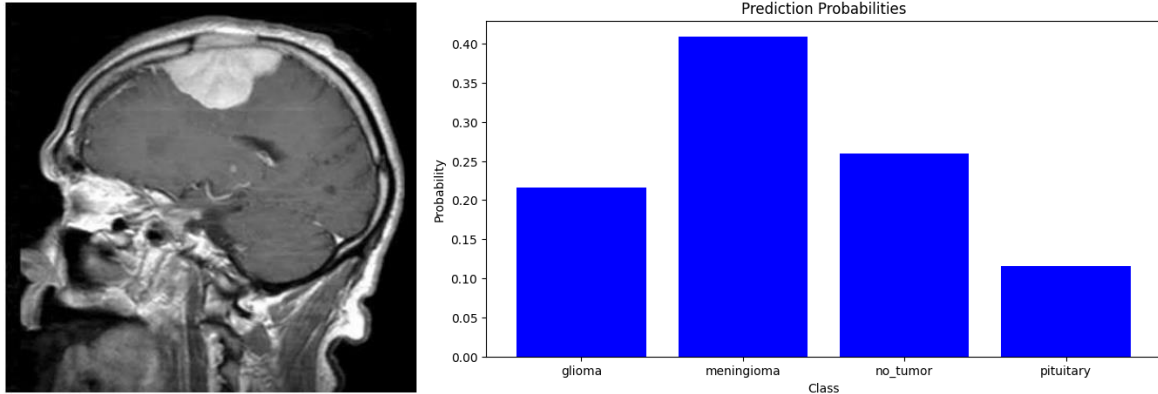 Prediction Probabilities
0.40
0.35
0.30
0.25
0.20
0.15
0.10
0.05
0.00
Probability
glioma
meningioma
no_tumor
pituitary
Class